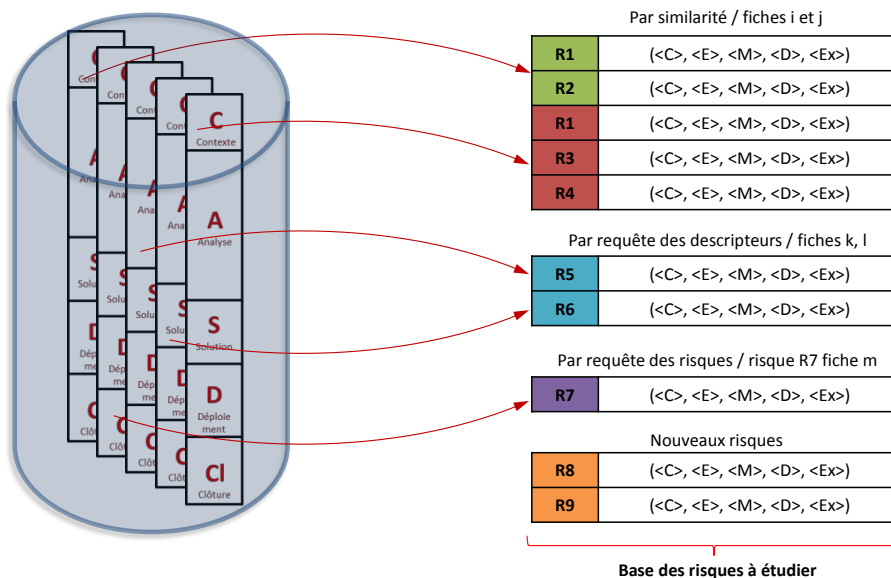 Par similarité / fiches i et j
R1 (<C>, <E>, <M>, <D>, <Ex>)
R2 (<C>, <E>, <M>, <D>, <Ex>)
R1 (<C>, <E>, <M>, <D>, <Ex>)
R3 (<C>, <E>, <M>, <D>, <Ex>)
R4 (<C>, <E>, <M>, <D>, <Ex>)
Par requête des descripteurs / fiches k, l
R5 (<C>, <E>, <M>, <D>, <Ex>)
R6 (<C>, <E>, <M>, <D>, <Ex>)
Par requête des risques / risque R7 fiche m
R7 (<C>, <E>, <M>, <D>, <Ex>)
Nouveaux risques
R8 (<C>, <E>, <M>, <D>, <Ex>)
R9 (<C>, <E>, <M>, <D>, <Ex>)
Base des risques à étudier
C
Contexte
A
Analyse
S
Solution
D
Déploie
ment
Cl
Clôture